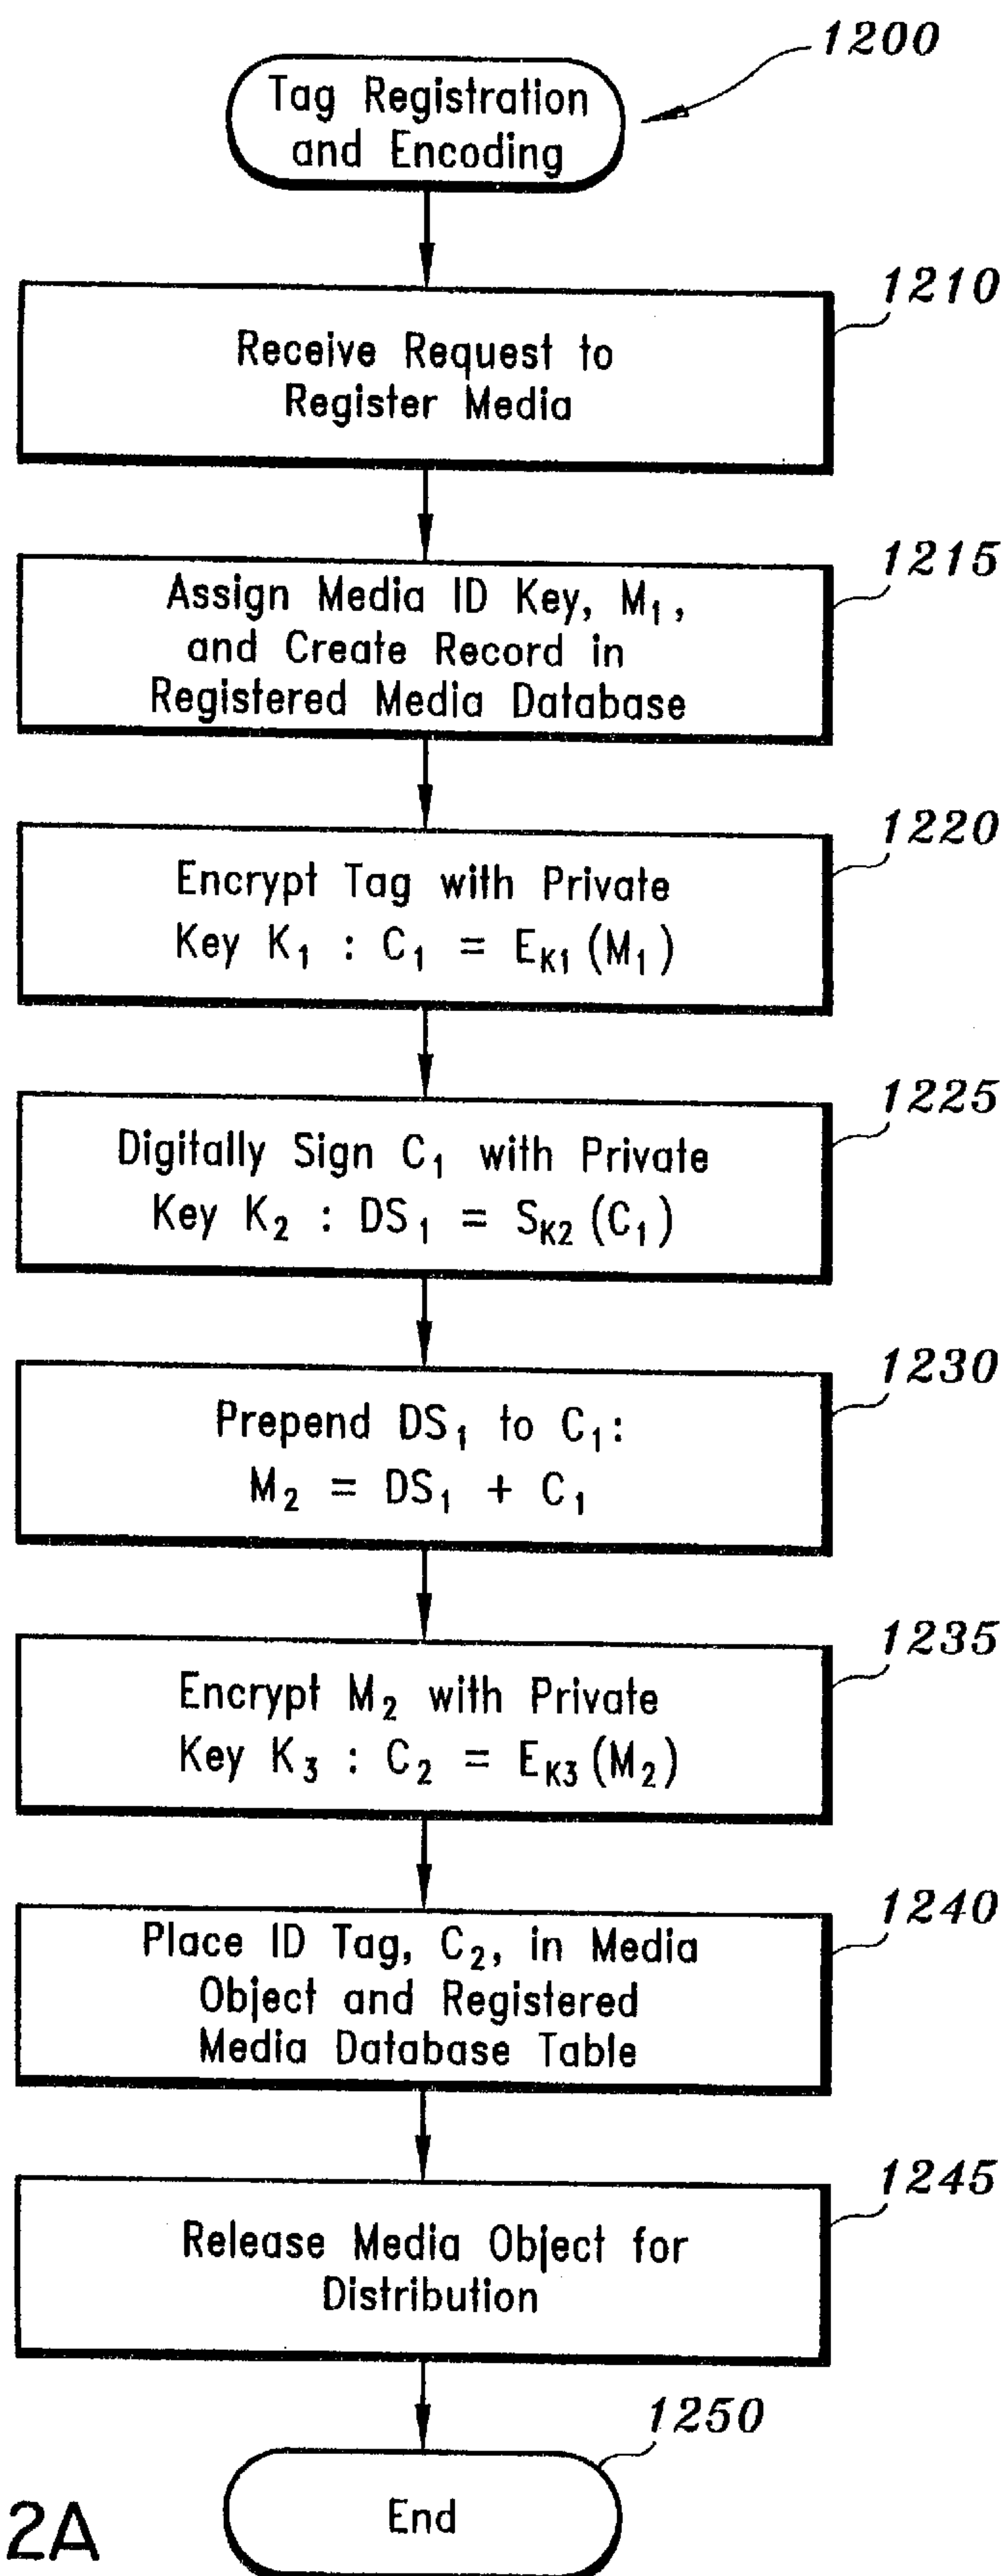 1200
Tag Registration
and Encoding
1210
Receive Request to
Register Media
1215
Assign Media ID Key, M₁,
and Create Record in
Registered Media Database
1220
Encrypt Tag with Private
Key K₁ : C₁ = E_K1 (M₁)
1225
Digitally Sign C₁ with Private
Key K₂ : DS₁ = S_K2 (C₁)
1230
Prepend DS₁ to C₁:
M₂ = DS₁ + C₁
1235
Encrypt M₂ with Private
Key K₃ : C₂ = E_K3 (M₂)
1240
Place ID Tag, C₂, in Media
Object and Registered
Media Database Table
1245
Release Media Object for
Distribution
1250
End
2A